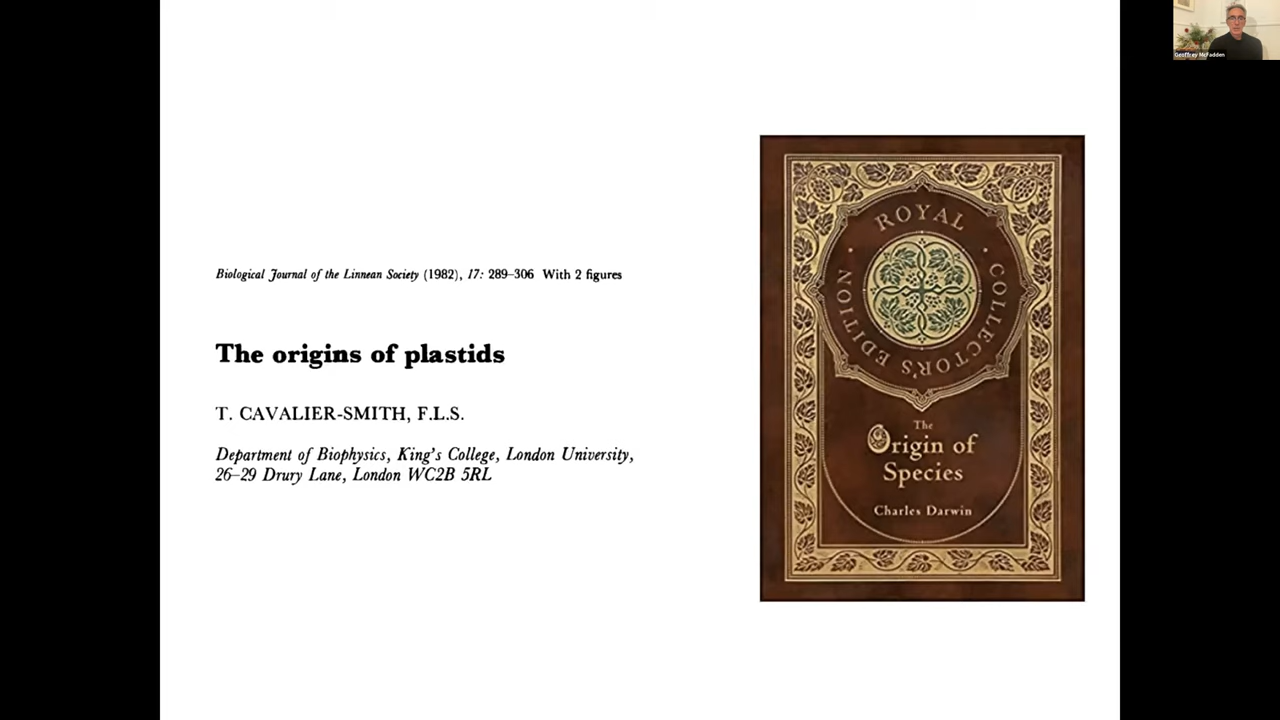 Geoffrey McFadden
Biological Journal of the Linnean Society (1982), 17: 289–306 With 2 figures
The origins of plastids
T. CAVALIER-SMITH, F.L.S.
Department of Biophysics, King's College, London University,
26–29 Drury Lane, London WC2B 5RL
ROYAL
COLLECTOR'S EDITION
The
Origin of
Species
Charles Darwin